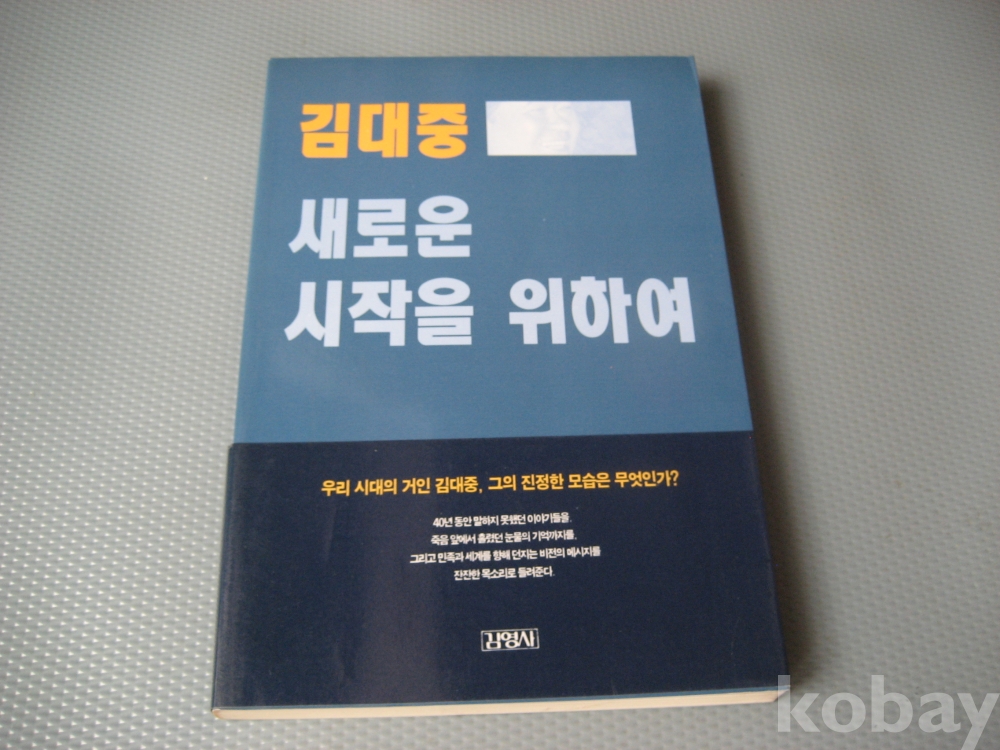 김대중
새로운
시작을 위하여
우리 시대의 거인 김대중, 그의 진정한 모습은 무엇인가?
40년 동안 말하지 못했던 이야기들을.
죽음 앞에서 흘렸던 눈물의 기억까지를,
그리고 민족과 세계를 향해 던지는 비전의 메시지를
잔잔한 목소리로 들려준다.
김영사
kobay